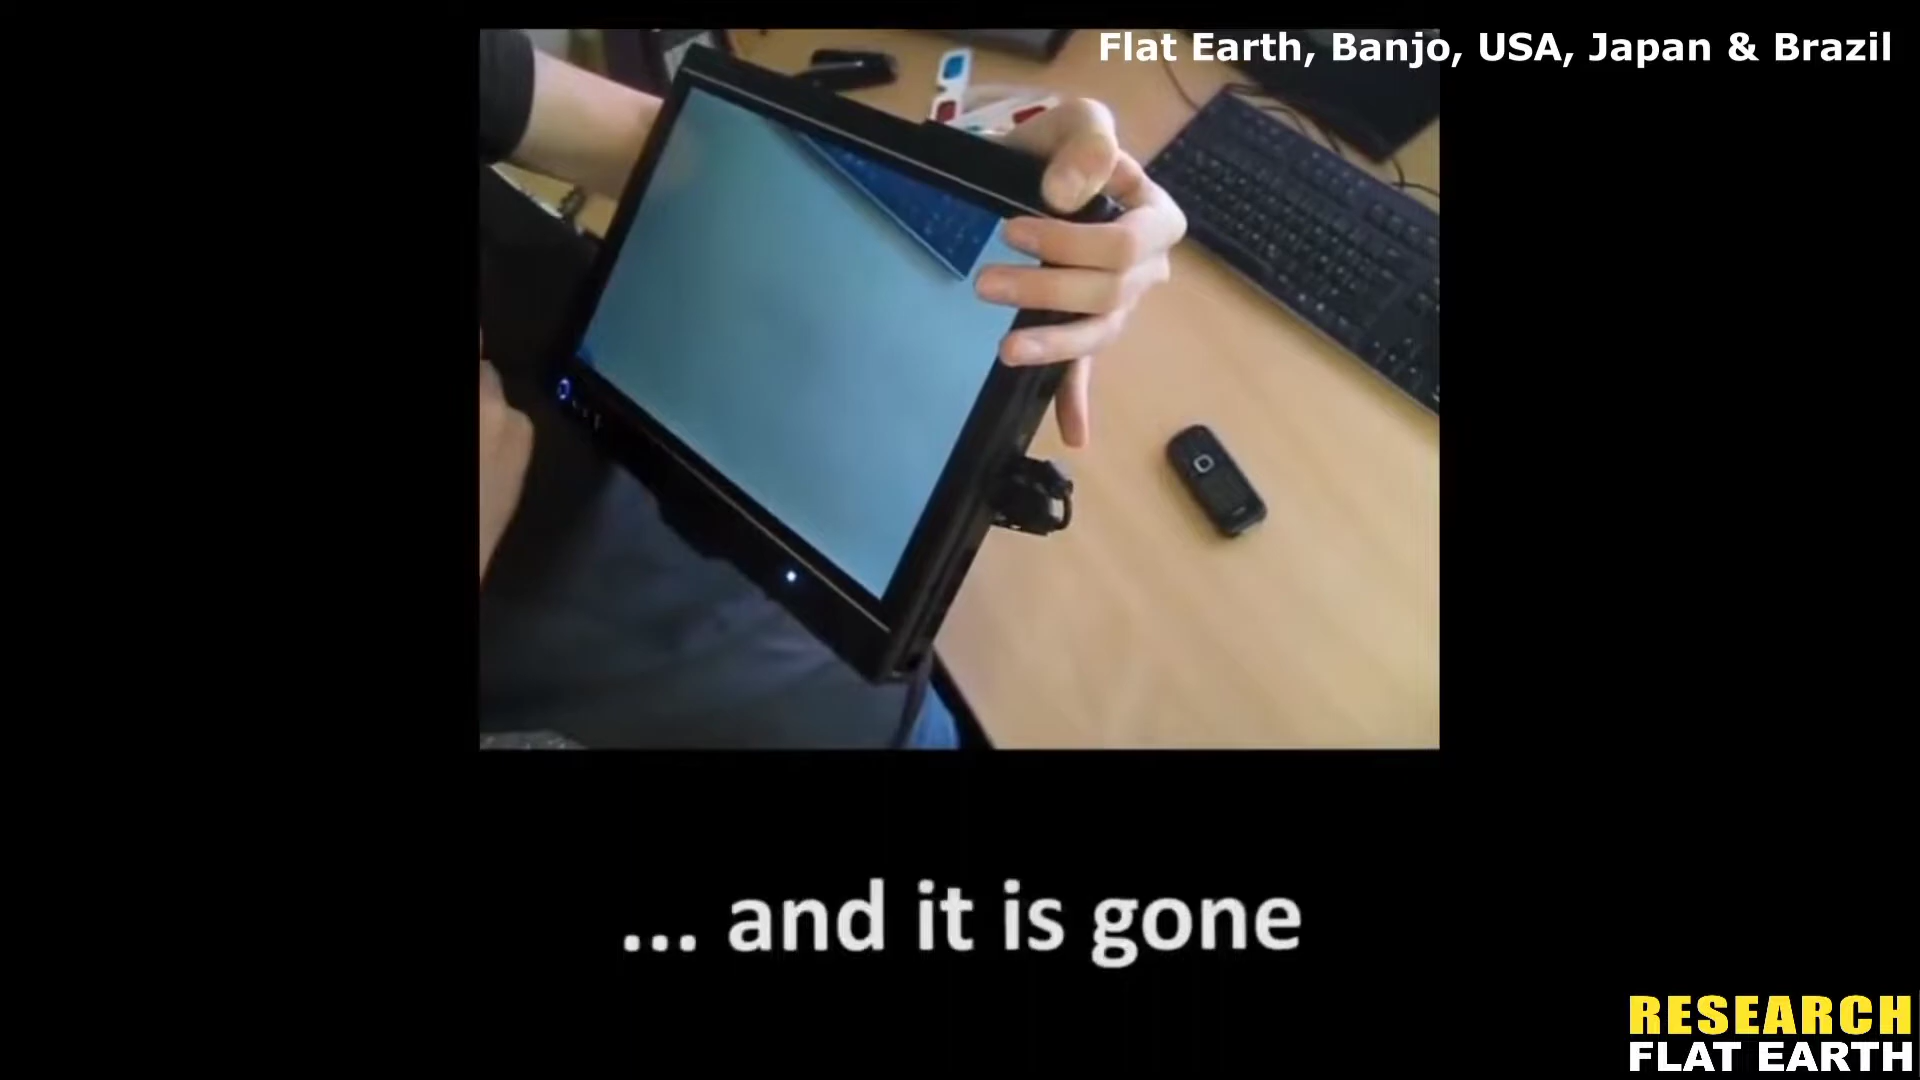 Flat Earth, Banjo, USA, Japan & Brazil
... and it is gone
RESEARCH
FLAT EARTH